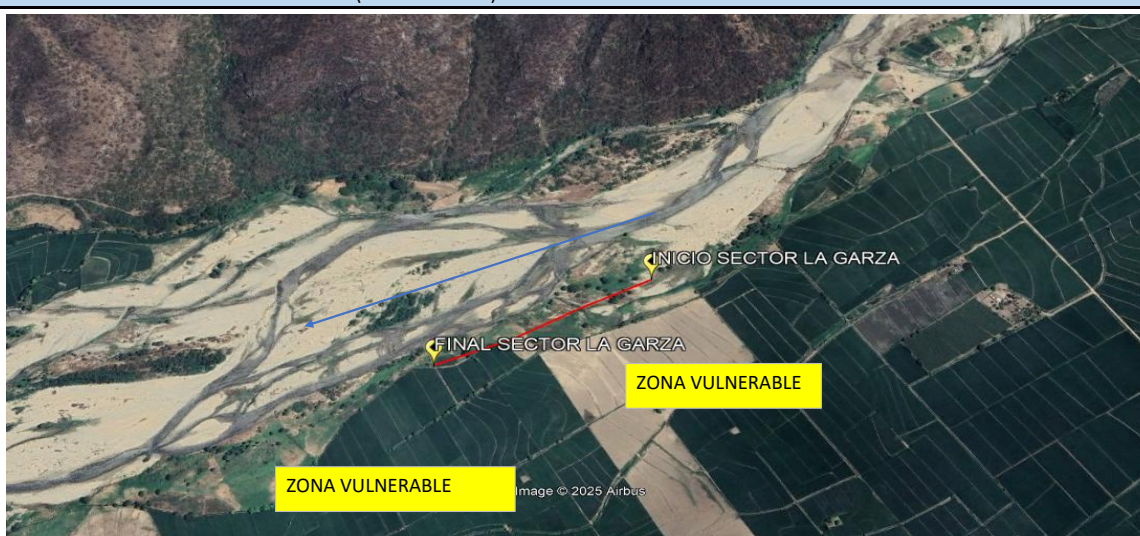 INICIO SECTOR LA GARZA
FINAL SECTOR LA GARZA
ZONA VULNERABLE
ZONA VULNERABLE
Image © 2025 Airbus